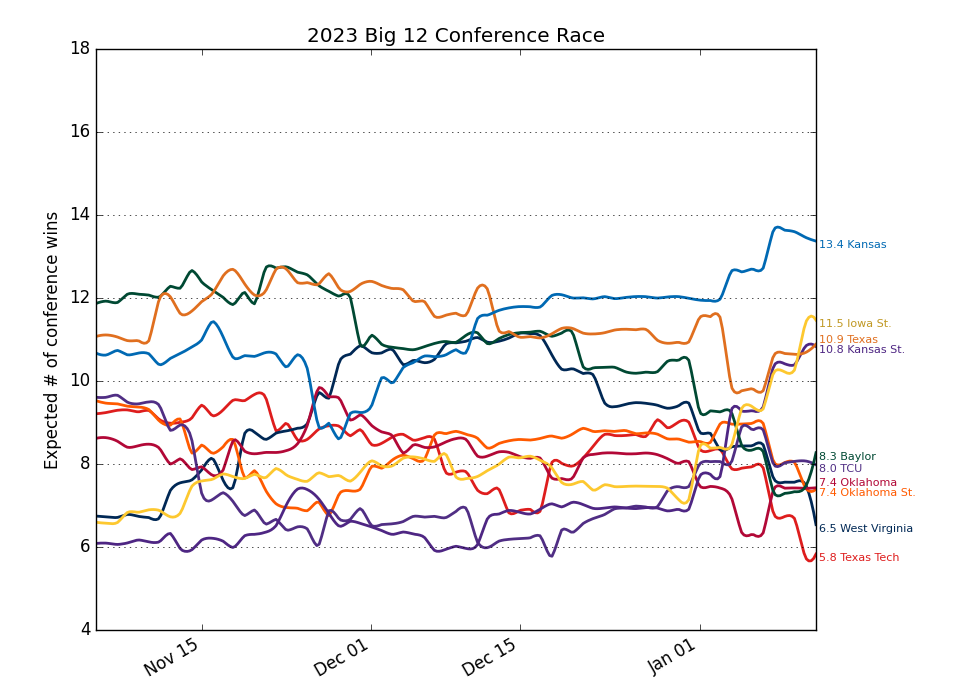 2023 Big 12 Conference Race
Expected # of conference wins
18
16
14
12
10
8
6
4
13.4 Kansas
11.5 Iowa St.
10.9 Texas
10.8 Kansas St.
8.3 Baylor
8.0 TCU
7.4 Oklahoma
7.4 Oklahoma St.
6.5 West Virginia
5.8 Texas Tech
Nov 15
Dec 01
Dec 15
Jan 01